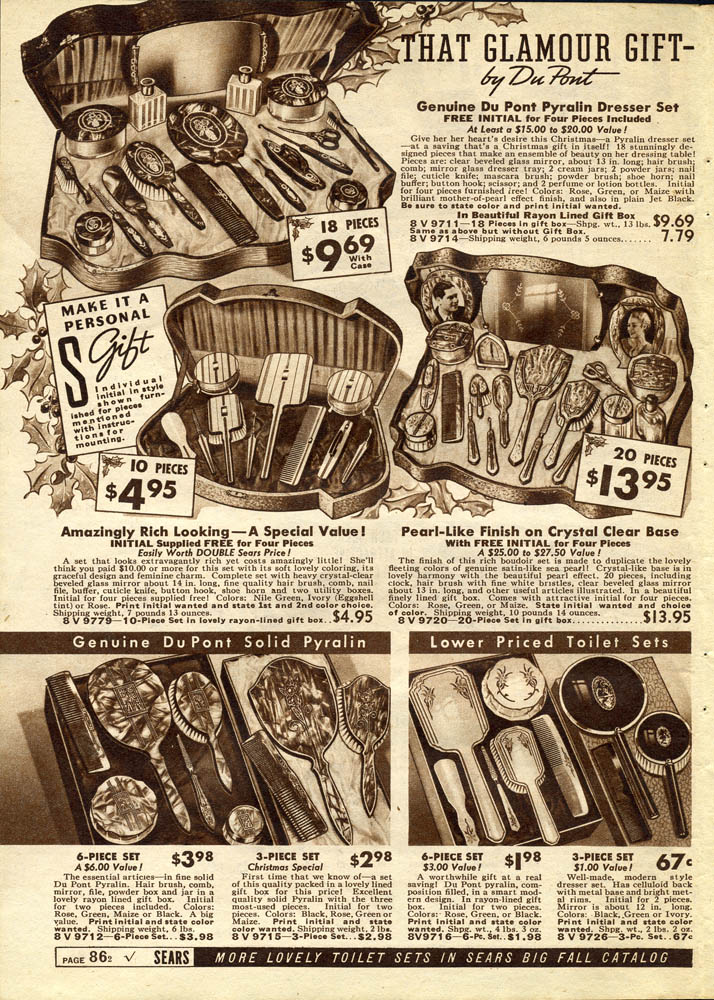 THAT GLAMOUR GIFT-
by Du Pont
Genuine Du Pont Pyralin Dresser Set
FREE INITIAL for Four Pieces Included
At Least a $15.00 to $20.00 Value!
Give her her heart's desire this Christmas—a Pyralin dresser set
—at a saving that's a Christmas gift in itself! 18 stunningly de-
signed pieces that make an ensemble of beauty on her dressing table!
Pieces are: clear beveled glass mirror, about 13 in. long; hair brush;
comb; mirror glass dresser tray; 2 cream jars; 2 powder jars; nail
file; cuticle knife; mascara brush; powder brush; shoe horn; nail
buffer; button hook; scissor; and 2 perfume or lotion bottles. Initial
for four pieces furnished free! Colors: Rose, Green, or Maize with
brilliant mother-of-pearl effect finish, and also in plain Jet Black.
Be sure to state color and print initial wanted.
In Beautiful Rayon Lined Gift Box
8 V 9711—18 Pieces in gift box—Shpg. wt., 13 lbs. $9.69
Same as above but without Gift Box.
8 V 9714—Shipping weight, 6 pounds 5 ounces....... 7.79
18 PIECES
$9.69
With
Case
MAKE IT A
PERSONAL
Gift
S
Individual
initial in style
shown furn-
ished for pieces
mentioned
with instruc-
tions for
mounting.
10 PIECES
$4.95
20 PIECES
$13.95
Amazingly Rich Looking—A Special Value!
INITIAL Supplied FREE for Four Pieces
Easily Worth DOUBLE Sears Price!
A set that looks extravagantly rich yet costs amazingly little! She'll
think you paid $10.00 or more for this set with its soft lovely coloring, its
graceful design and feminine charm. Complete set with heavy crystal-clear
beveled glass mirror about 14 in. long, fine quality hair brush, comb, nail
file, buffer, cuticle knife, button hook, shoe horn and two utility boxes.
Initial for four pieces supplied free! Colors: Nile Green, Ivory (Eggshell
tint) or Rose. Print initial wanted and state 1st and 2nd color choice.
Shipping weight, 7 pounds 13 ounces.
8 V 9779—10-Piece Set in lovely rayon-lined gift box.. $4.95
Pearl-Like Finish on Crystal Clear Base
With FREE INITIAL for Four Pieces
A $25.00 to $27.50 Value!
The finish of this rich boudoir set is made to duplicate the lovely
fleeting colors of genuine satin-like sea pearl! Crystal-like base is in
lovely harmony with the beautiful pearl effect. 20 pieces, including
clock, hair brush with fine white bristles, clear beveled glass mirror
about 13 in. long, and other useful articles illustrated. In a beautiful
finely lined gift box. Comes with attractive initial for four pieces.
Colors: Rose, Green, or Maize. State initial wanted and choice
of color. Shipping weight, 10 pounds 14 ounces.
8 V 9720—20-Piece Set in gift box............... $13.95
Genuine Du Pont Solid Pyralin
Lower Priced Toilet Sets
6-PIECE SET $3.98
A $6.00 Value!
The essential articles—in fine solid
Du Pont Pyralin. Hair brush, comb,
mirror, file, powder box and jar in a
lovely rayon lined gift box. Initial
for two pieces included. Colors:
Rose, Green, Maize or Black. A big
value. Print initial and state color
wanted. Shipping weight, 6 lbs.
8 V 9712—6-Piece Set...$3.98
3-PIECE SET $2.98
Christmas Special
First time that we know of—a set
of this quality packed in a lovely
gift box for this price! Excellent
quality solid Pyralin with the three
most-used pieces. Initial for two
pieces. Colors: Black, Rose, Green or
Maize. Print initial and state
color wanted. Shipping weight, 2 lbs.
8 V 9715—3-Piece Set...$2.98
6-PIECE SET $1.98
$3.00 Value!
A worthwhile gift at a real
saving! Du Pont pyralin, com-
position filled, in a smart mod-
ern design. In rayon-lined gift
box. Initial for two pieces.
Colors: Rose, Green, or Black.
Print initial and state color
wanted. Shpg. wt., 4 lbs. 3 oz.
8V9716—6-Pc. Set..$1.98
3-PIECE SET 67c
$1.00 Value!
Well-made, modern style
dresser set. Has celluloid back
with metal base and bright met-
al rims. Initial for 2 pieces.
Mirror is about 12 in. long.
Colors: Black, Green or Ivory.
Print Initial and state color
wanted. Shpg. wt., 2 lbs. 2 oz.
8 V 9726—3-Pc. Set..67c
PAGE 862 ✓ SEARS MORE LOVELY TOILET SETS IN SEARS BIG FALL CATALOG